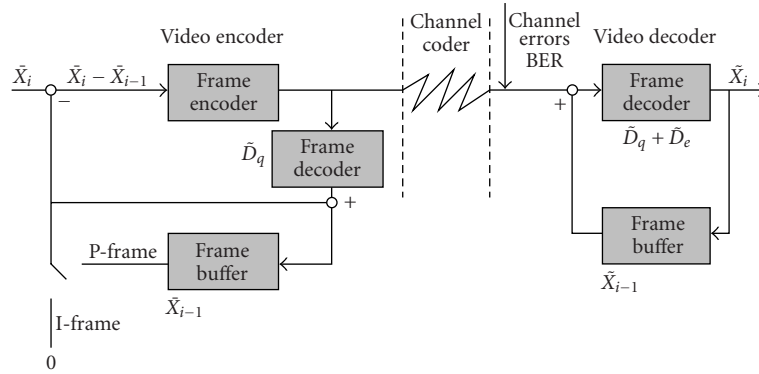 Video encoder
Channel
coder
Channel
errors
BER
Video decoder
X̄ᵢ
X̄ᵢ − X̄ᵢ₋₁
−
Frame
encoder
+
Frame
decoder
X̃ᵢ
D̃q
Frame
decoder
D̃q + D̃e
+
P-frame
Frame
buffer
X̄ᵢ₋₁
Frame
buffer
X̃ᵢ₋₁
I-frame
0